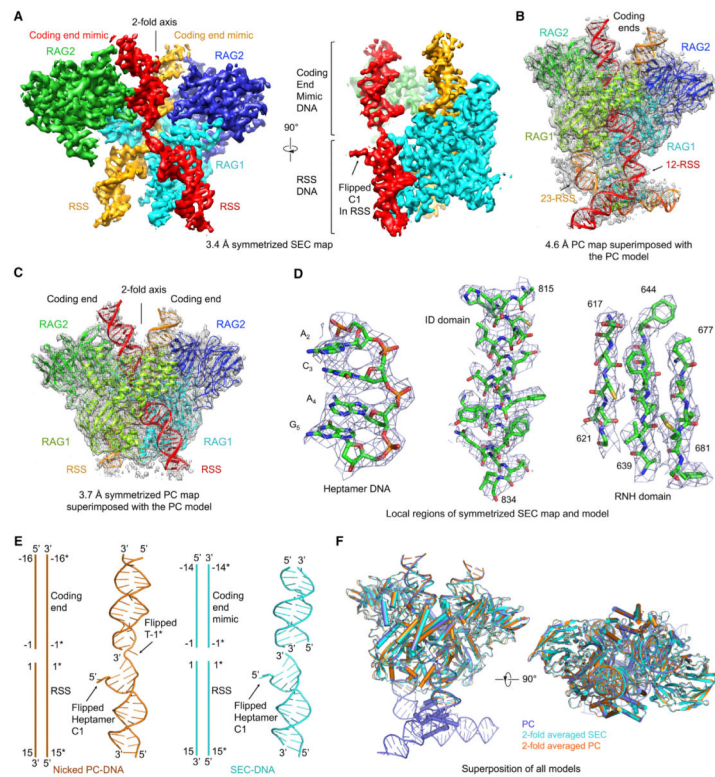 A
2-fold axis
Coding end mimic
Coding end mimic
RAG2
RAG2
RAG1
RSS
RSS
90°
Coding
End
Mimic
DNA
RSS
DNA
Flipped
C1
In RSS
3.4 Å symmetrized SEC map
B
Coding
ends
RAG2
RAG2
RAG1
RAG1
12-RSS
23-RSS
4.6 Å PC map superimposed with
the PC model
C
2-fold axis
Coding end
Coding end
RAG2
RAG2
RAG1
RAG1
RSS
RSS
3.7 Å symmetrized PC map
superimposed with the PC model
D
A2
C3
A4
G5
Heptamer DNA
ID domain
815
834
617
644
677
621
639
681
RNH domain
Local regions of symmetrized SEC map and model
E
5' 3'
-16 -16*
Coding
end
-1 -1*
1 1*
RSS
15 15*
3' 5'
Nicked PC-DNA
3' 5'
Flipped
T-1*
3'
5'
Flipped
Heptamer
C1
5' 3'
5' 3'
-14 -14*
Coding
end
mimic
-1 -1*
1 1*
RSS
15 15*
3' 5'
SEC-DNA
3' 5'
3' 5'
5'
Flipped
Heptamer
C1
3' 5'
F
90°
PC
2-fold averaged SEC
2-fold averaged PC
Superposition of all models